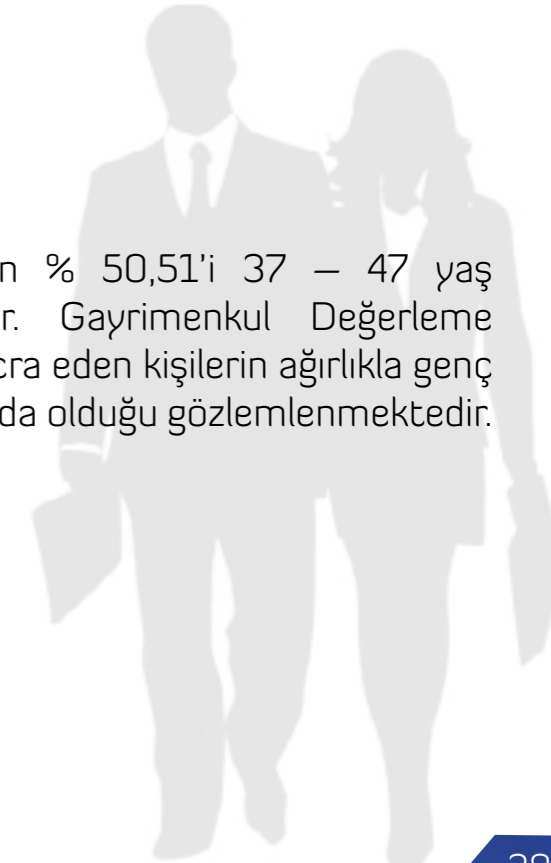 n % 50,51'i 37 – 47 yaş
r. Gayrimenkul Değerleme
cra eden kişilerin ağırlıkla genç
da olduğu gözlemlenmektedir.